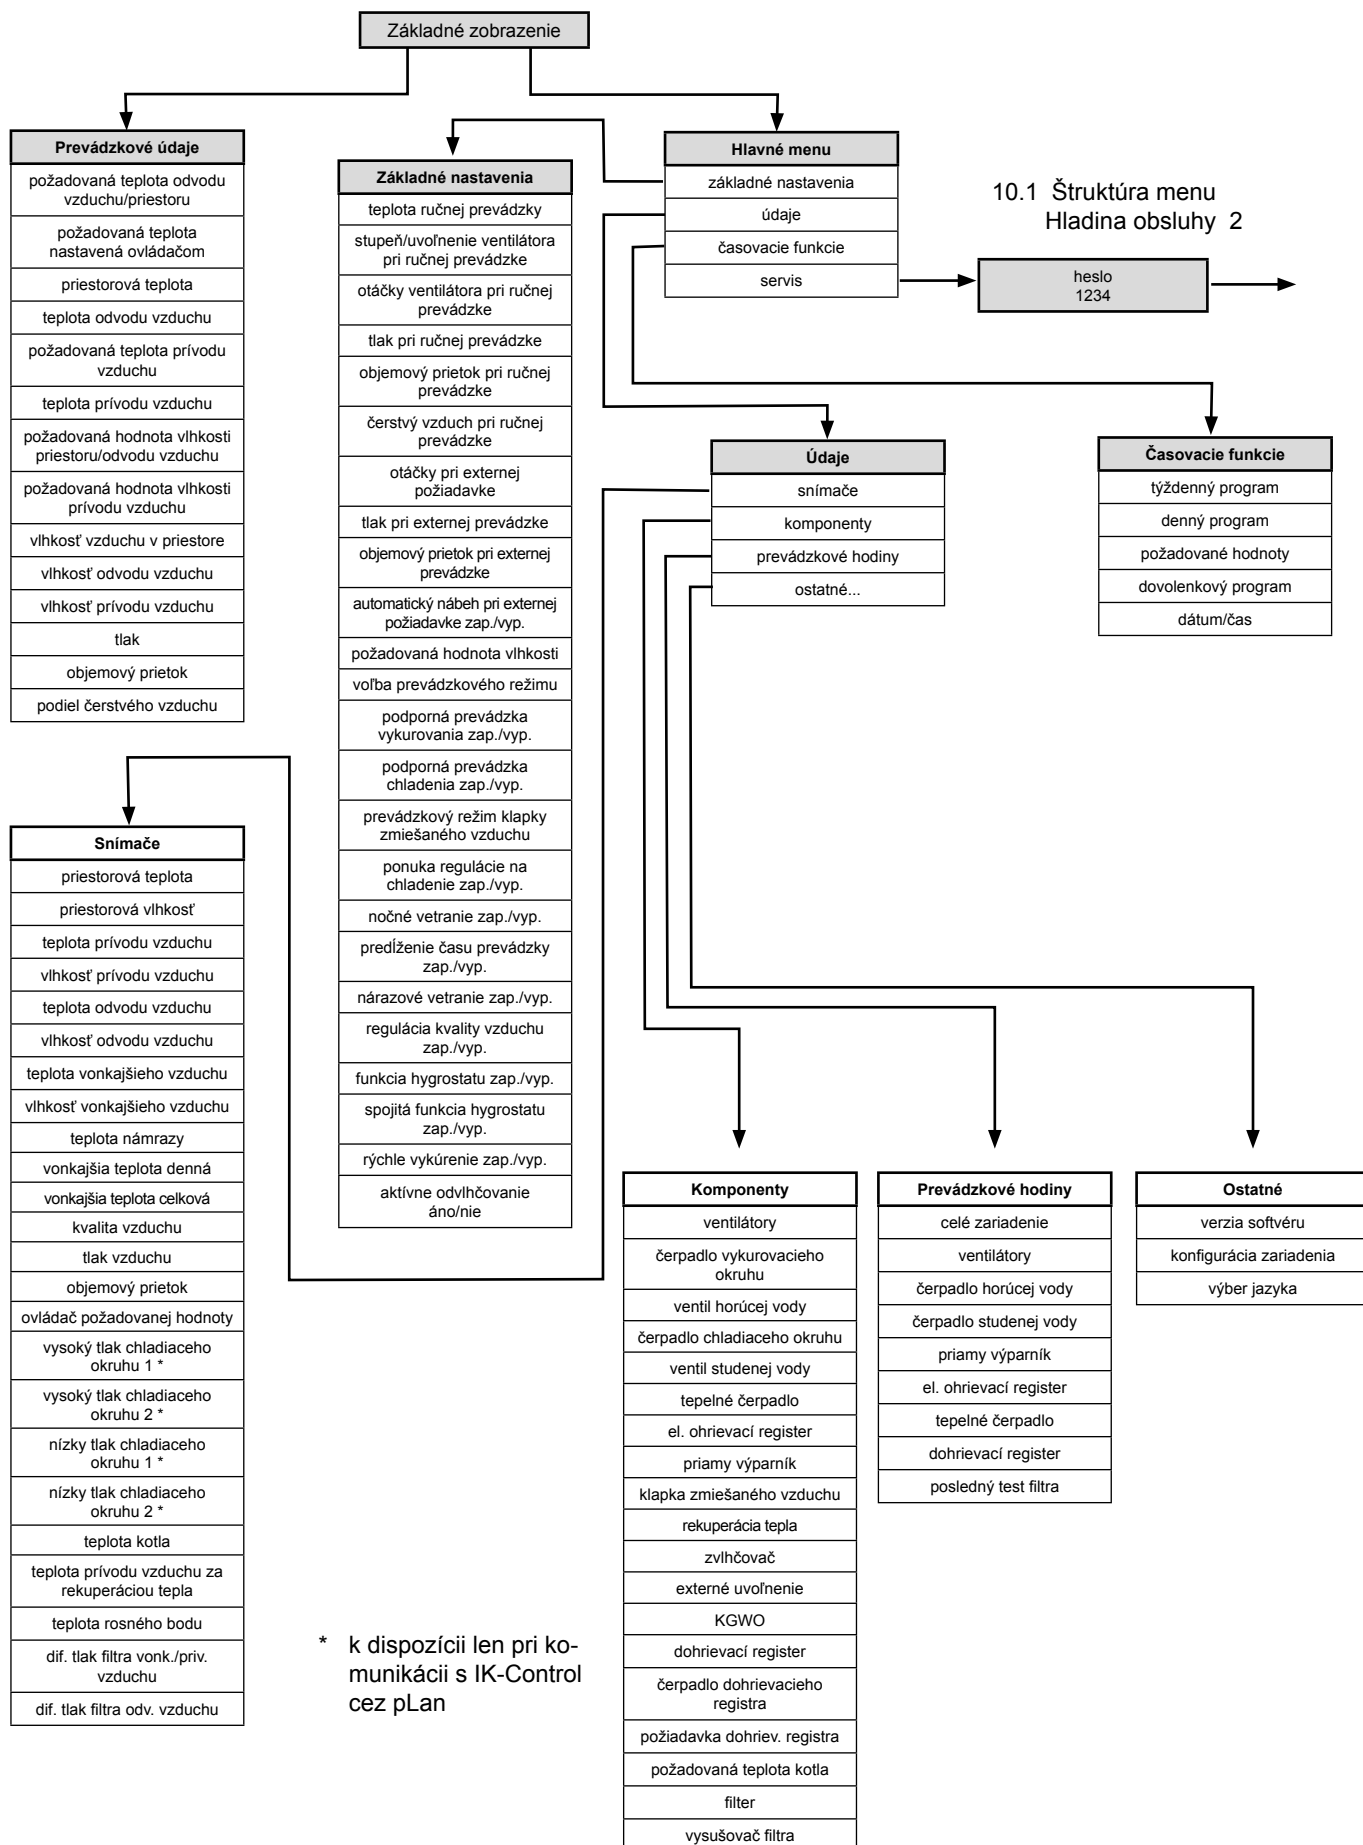 Základné zobrazenie
Prevádzkové údaje
požadovaná teplota odvodu
vzduchu/priestoru
požadovaná teplota
nastavená ovládačom
priestorová teplota
teplota odvodu vzduchu
požadovaná teplota prívodu
vzduchu
teplota prívodu vzduchu
požadovaná hodnota vlhkosti
priestoru/odvodu vzduchu
požadovaná hodnota vlhkosti
prívodu vzduchu
vlhkosť vzduchu v priestore
vlhkosť odvodu vzduchu
vlhkosť prívodu vzduchu
tlak
objemový prietok
podiel čerstvého vzduchu
Základné nastavenia
teplota ručnej prevádzky
stupeň/uvoľnenie ventilátora
pri ručnej prevádzke
otáčky ventilátora pri ručnej
prevádzke
tlak pri ručnej prevádzke
objemový prietok pri ručnej
prevádzke
čerstvý vzduch pri ručnej
prevádzke
otáčky pri externej
požiadavke
tlak pri externej prevádzke
objemový prietok pri externej
prevádzke
automatický nábeh pri externej
požiadavke zap./vyp.
požadovaná hodnota vlhkosti
voľba prevádzkového režimu
podporná prevádzka
vykurovania zap./vyp.
podporná prevádzka
chladenia zap./vyp.
prevádzkový režim klapky
zmiešaného vzduchu
ponuka regulácie na
chladenie zap./vyp.
nočné vetranie zap./vyp.
predĺženie času prevádzky
zap./vyp.
nárazové vetranie zap./vyp.
regulácia kvality vzduchu
zap./vyp.
funkcia hygrostatu zap./vyp.
spojitá funkcia hygrostatu
zap./vyp.
rýchle vykúrenie zap./vyp.
aktívne odvlhčovanie
áno/nie
Hlavné menu
základné nastavenia
údaje
časovacie funkcie
servis
10.1 Štruktúra menu
Hladina obsluhy 2
heslo
1234
Údaje
snímače
komponenty
prevádzkové hodiny
ostatné...
Časovacie funkcie
týždenný program
denný program
požadované hodnoty
dovolenkový program
dátum/čas
Snímače
priestorová teplota
priestorová vlhkosť
teplota prívodu vzduchu
vlhkosť prívodu vzduchu
teplota odvodu vzduchu
vlhkosť odvodu vzduchu
teplota vonkajšieho vzduchu
vlhkosť vonkajšieho vzduchu
teplota námrazy
vonkajšia teplota denná
vonkajšia teplota celková
kvalita vzduchu
tlak vzduchu
objemový prietok
ovládač požadovanej hodnoty
vysoký tlak chladiaceho
okruhu 1 *
vysoký tlak chladiaceho
okruhu 2 *
nízky tlak chladiaceho
okruhu 1 *
nízky tlak chladiaceho
okruhu 2 *
teplota kotla
teplota prívodu vzduchu za
rekuperáciou tepla
teplota rosného bodu
dif. tlak filtra vonk./priv.
vzduchu
dif. tlak filtra odv. vzduchu
* k dispozícii len pri ko-
munikácii s IK-Control
cez pLan
Komponenty
ventilátory
čerpadlo vykurovacieho
okruhu
ventil horúcej vody
čerpadlo chladiaceho okruhu
ventil studenej vody
tepelné čerpadlo
el. ohrievací register
priamy výparník
klapka zmiešaného vzduchu
rekuperácia tepla
zvlhčovač
externé uvoľnenie
KGWO
dohrievací register
čerpadlo dohrievacieho
registra
požiadavka dohriev. registra
požadovaná teplota kotla
filter
vysušovač filtra
Prevádzkové hodiny
celé zariadenie
ventilátory
čerpadlo horúcej vody
čerpadlo studenej vody
priamy výparník
el. ohrievací register
tepelné čerpadlo
dohrievací register
posledný test filtra
Ostatné
verzia softvéru
konfigurácia zariadenia
výber jazyka